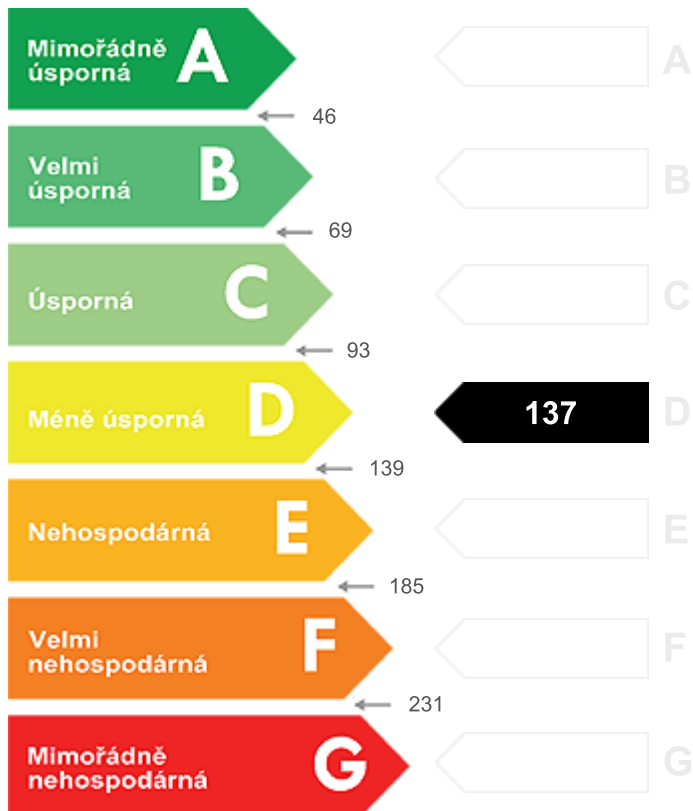 Mimořádně
úsporná
A
A
46
Velmi
úsporná
B
B
69
Úsporná
C
C
93
Méně úsporná
D
137
D
139
Nehospodárná
E
E
185
Velmi
nehospodárná
F
F
231
Mimořádně
nehospodárná
G
G